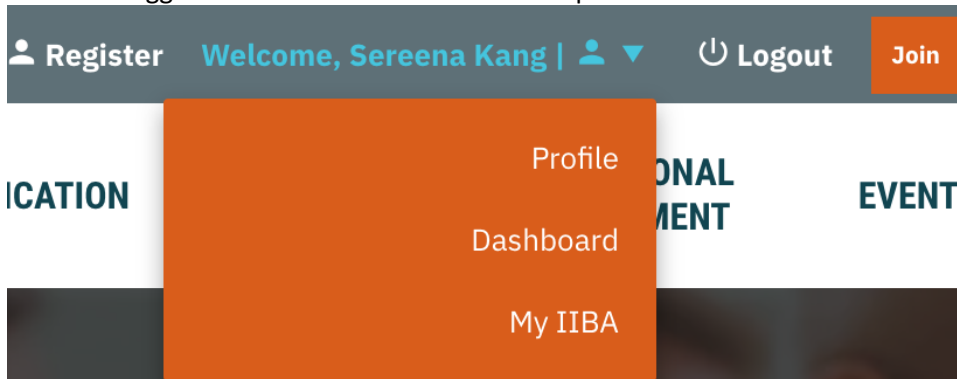 Register Welcome, Sereena Kang | ▼ Logout Join
Profile
ICATION ONAL EVENT
MENT
Dashboard
My IIBA